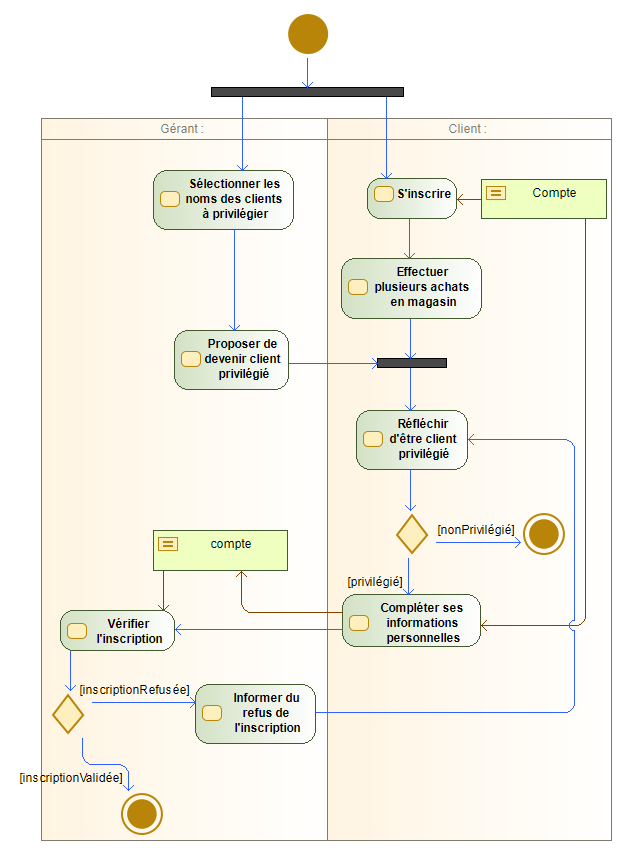 Gérant :
Client :
Sélectionner les
noms des clients
à privilégier
S'inscrire
Compte
Effectuer
plusieurs achats
en magasin
Proposer de
devenir client
privilégié
Réfléchir
d'être client
privilégié
[nonPrivilégié]
compte
[privilégié]
Compléter ses
informations
personnelles
Vérifier
l'inscription
[inscriptionRefusée]
Informer du
refus de
l'inscription
[inscriptionValidée]